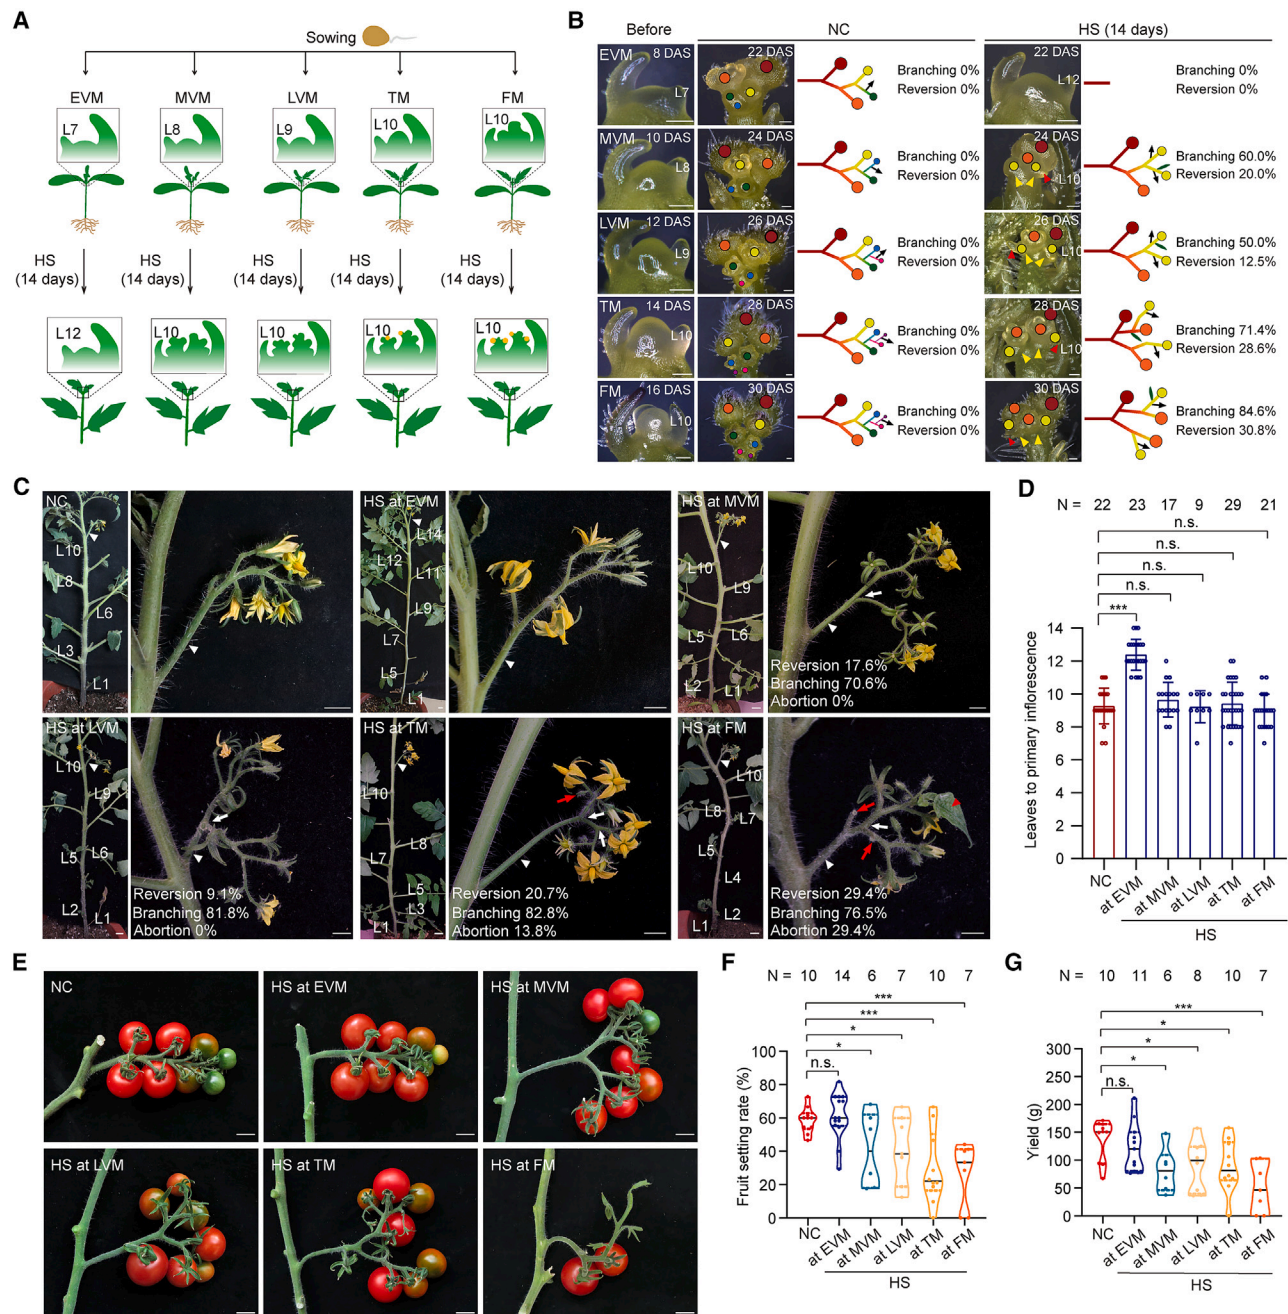 A
Sowing
EVM MVM LVM TM FM
L7 L8 L9 L10 L10
HS (14 days) HS (14 days) HS (14 days) HS (14 days) HS (14 days)
L12 L10 L10 L10 L10
B
Before NC HS (14 days)
EVM 8 DAS L7 22 DAS Branching 0% 22 DAS L12 Branching 0%
Reversion 0% Reversion 0%
MVM 10 DAS L8 24 DAS Branching 0% 24 DAS L10 Branching 60.0%
Reversion 0% Reversion 20.0%
LVM 12 DAS L9 26 DAS Branching 0% 26 DAS L10 Branching 50.0%
Reversion 0% Reversion 12.5%
TM 14 DAS L10 28 DAS Branching 0% 28 DAS L10 Branching 71.4%
Reversion 0% Reversion 28.6%
FM 16 DAS L10 30 DAS Branching 0% 30 DAS Branching 84.6%
Reversion 0% Reversion 30.8%
C
NC
L10
L8
L6
L3
L1
HS at EVM
L14
L12
L11
L9
L7
L5
L1
HS at MVM
L10
L9
L5
L6
L2
L1
Reversion 17.6%
Branching 70.6%
Abortion 0%
HS at LVM
L10
L9
L5
L6
L2
L1
Reversion 9.1%
Branching 81.8%
Abortion 0%
HS at TM
L10
L8
L7
L5
L3
L1
Reversion 20.7%
Branching 82.8%
Abortion 13.8%
HS at FM
L10
L8
L7
L5
L4
L2
L1
Reversion 29.4%
Branching 76.5%
Abortion 29.4%
D
N = 22 23 17 9 29 21
n.s.
n.s.
n.s.
n.s.
***
Leaves to primary inflorescence
14
12
10
8
6
4
2
0
NC at EVM at MVM at LVM at TM at FM
HS
E
NC
HS at EVM
HS at MVM
HS at LVM
HS at TM
HS at FM
F
N = 10 14 6 7 10 7
***
***
*
*
n.s.
Fruit setting rate (%)
100
80
60
40
20
0
NC at EVM at MVM at LVM at TM at FM
HS
G
N = 10 11 6 8 10 7
***
*
*
*
n.s.
Yield (g)
300
250
200
150
100
50
0
NC at EVM at MVM at LVM at TM at FM
HS